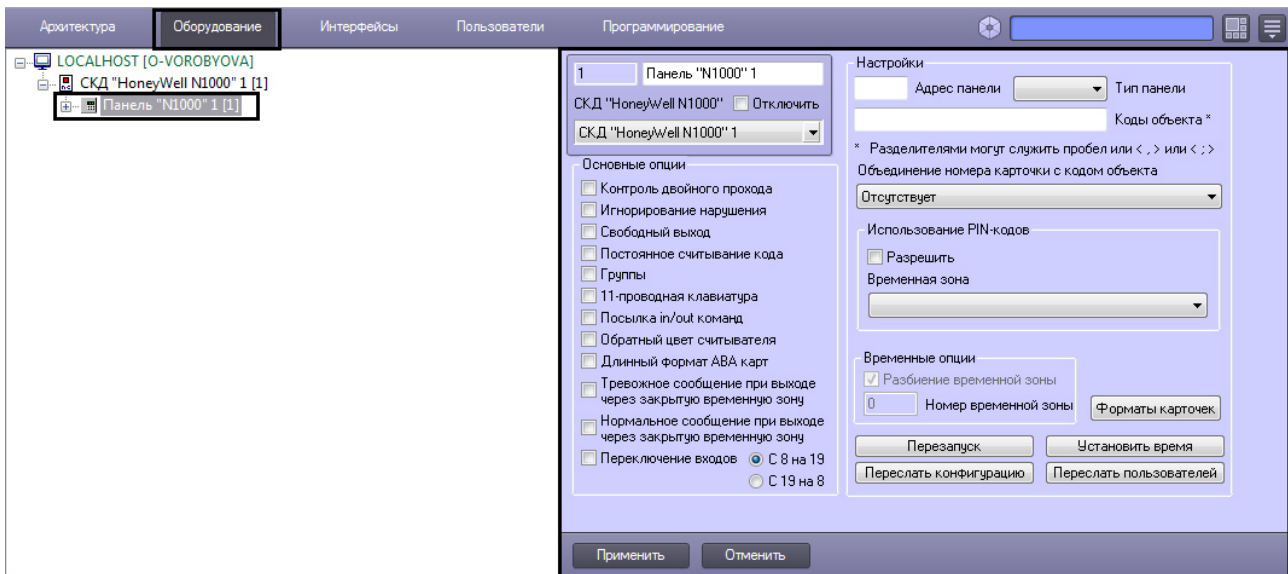 Архитектура Оборудование Интерфейсы Пользователи Программирование
LOCALHOST [O-VOROBYOVA]
СКД "HoneyWell N1000" 1 [1]
Панель "N1000" 1 [1]
1 Панель "N1000" 1
СКД "HoneyWell N1000" Отключить
СКД "HoneyWell N1000" 1
Основные опции
Контроль двойного прохода
Игнорирование нарушения
Свободный выход
Постоянное считывание кода
Группы
11-проводная клавиатура
Посылка in/out команд
Обратный цвет считывателя
Длинный формат ABA карт
Тревожное сообщение при выходе
через закрытую временную зону
Нормальное сообщение при выходе
через закрытую временную зону
Переключение входов С 8 на 19
С 19 на 8
Настройки
Адрес панели Тип панели
Коды объекта *
* Разделителями могут служить пробел или < , > или < ; >
Объединение номера карточки с кодом объекта
Отсутствует
Использование PIN-кодов
Разрешить
Временная зона
Временные опции
Разбиение временной зоны
0 Номер временной зоны Форматы карточек
Перезапуск Установить время
Переслать конфигурацию Переслать пользователей
Применить Отменить